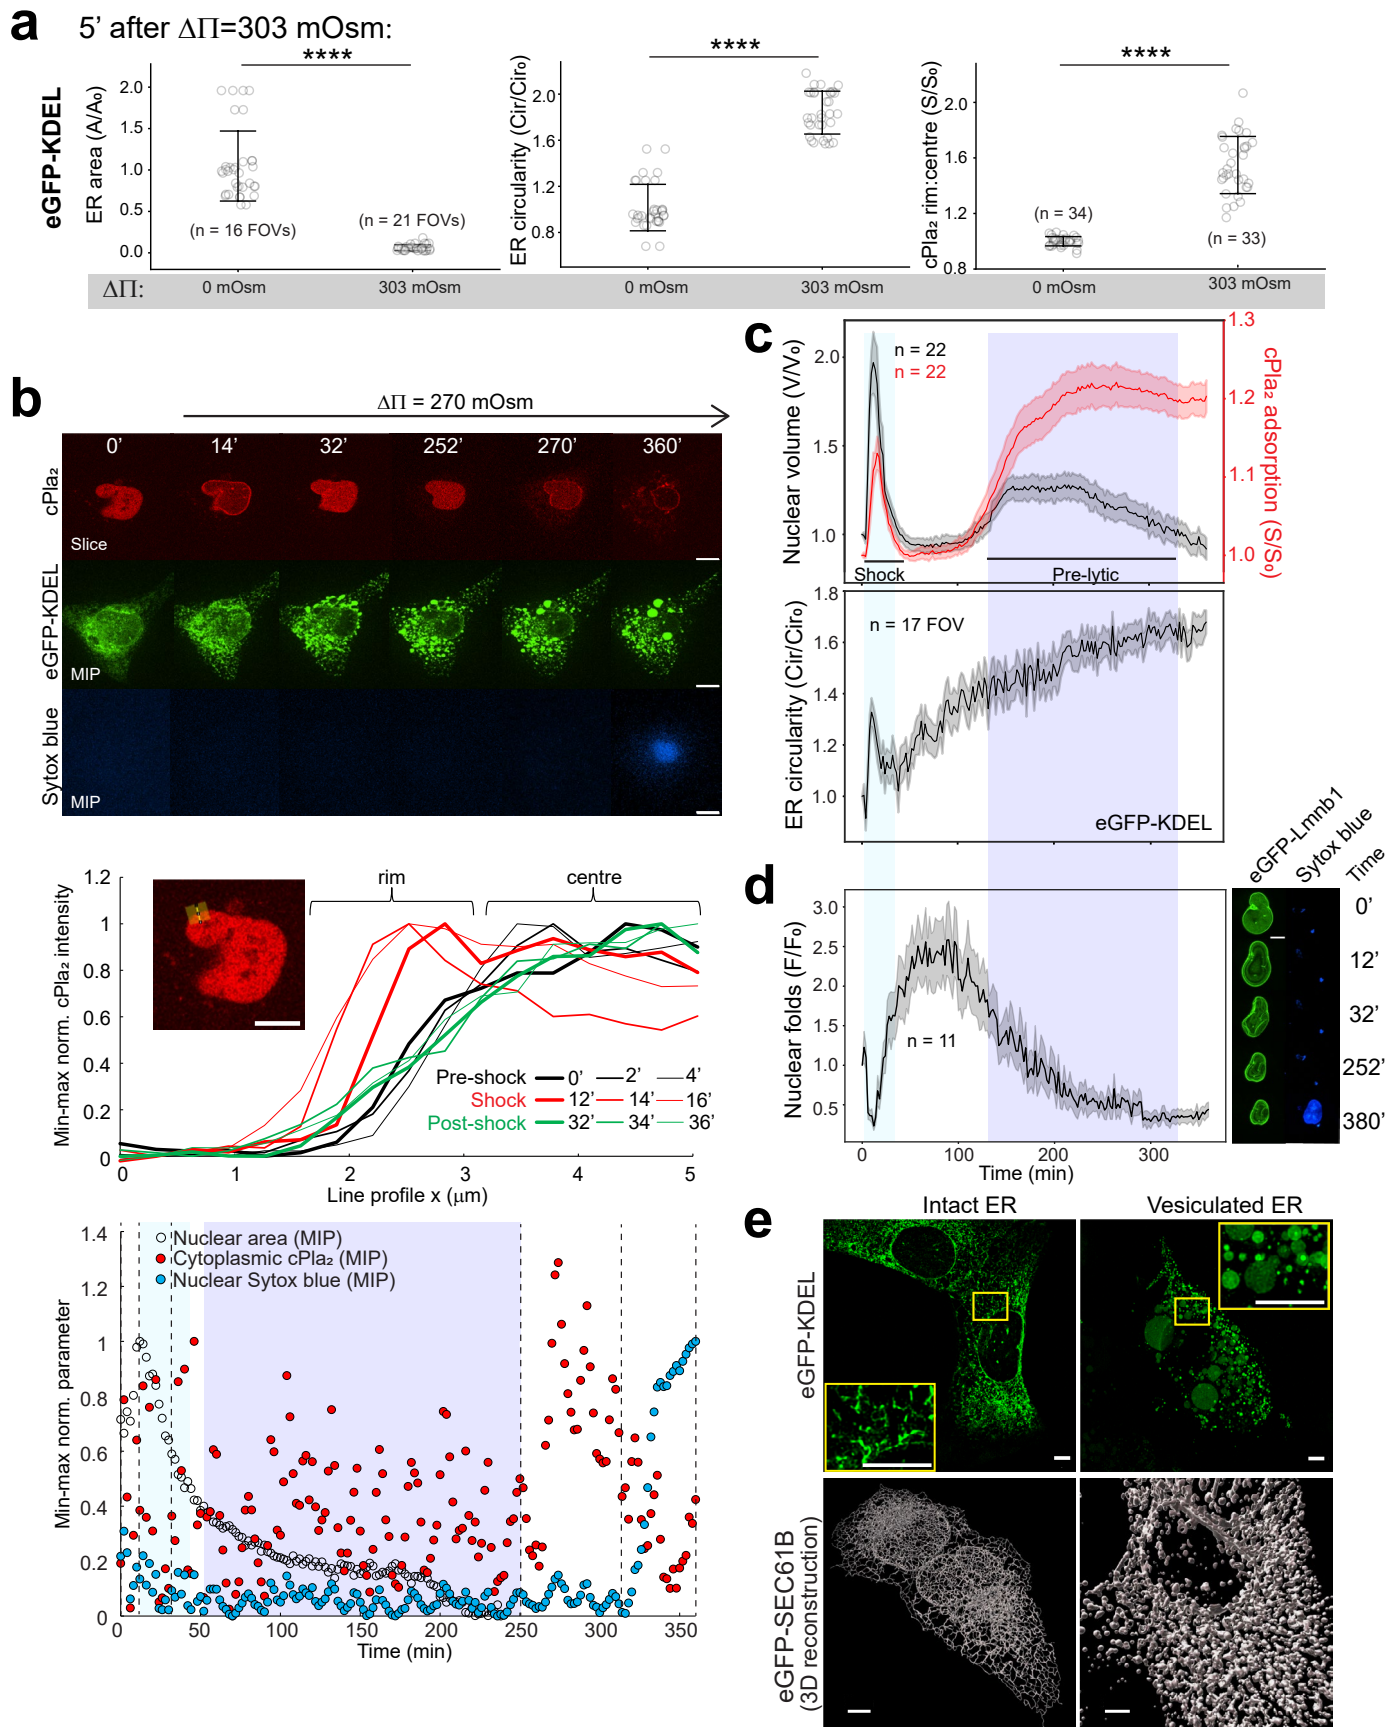 a
5' after ΔΠ=303 mOsm:
eGFP-KDEL
ER area (A/A₀)
2.0
1.5
1.0
0.5
0.0
****
(n = 16 FOVs)
(n = 21 FOVs)
ER circularity (Cir/Cir₀)
2.0
1.6
1.2
0.8
****
cPla₂ rim:centre (S/S₀)
2.0
1.6
1.2
0.8
****
(n = 34)
(n = 33)
ΔΠ:
0 mOsm
303 mOsm
0 mOsm
303 mOsm
0 mOsm
303 mOsm
b
ΔΠ = 270 mOsm
0' 14' 32' 252' 270' 360'
cPla₂
Slice
eGFP-KDEL
MIP
Sytox blue
MIP
Min-max norm. cPla₂ intensity
1.2
1
0.8
0.6
0.4
0.2
0
rim
centre
Pre-shock 0' 2' 4'
Shock 12' 14' 16'
Post-shock 32' 34' 36'
0 1 2 3 4 5
Line profile x (μm)
Min-max norm. parameter
1.4
1.2
1
0.8
0.6
0.4
0.2
0
Nuclear area (MIP)
Cytoplasmic cPla₂ (MIP)
Nuclear Sytox blue (MIP)
0 50 100 150 200 250 300 350
Time (min)
c
Nuclear volume (V/V₀)
2.0
1.5
1.0
n = 22
n = 22
Shock
Pre-lytic
1.3
1.2
1.1
1.0
cPla₂ adsorption (S/S₀)
ER circularity (Cir/Cir₀)
1.8
1.6
1.4
1.2
1.0
n = 17 FOV
eGFP-KDEL
d
Nuclear folds (F/F₀)
3.0
2.5
2.0
1.5
1.0
0.5
n = 11
0 100 200 300
Time (min)
eGFP-Lmnb1
Sytox blue
Time
0'
12'
32'
252'
380'
e
Intact ER
Vesiculated ER
eGFP-KDEL
eGFP-SEC61B
(3D reconstruction)